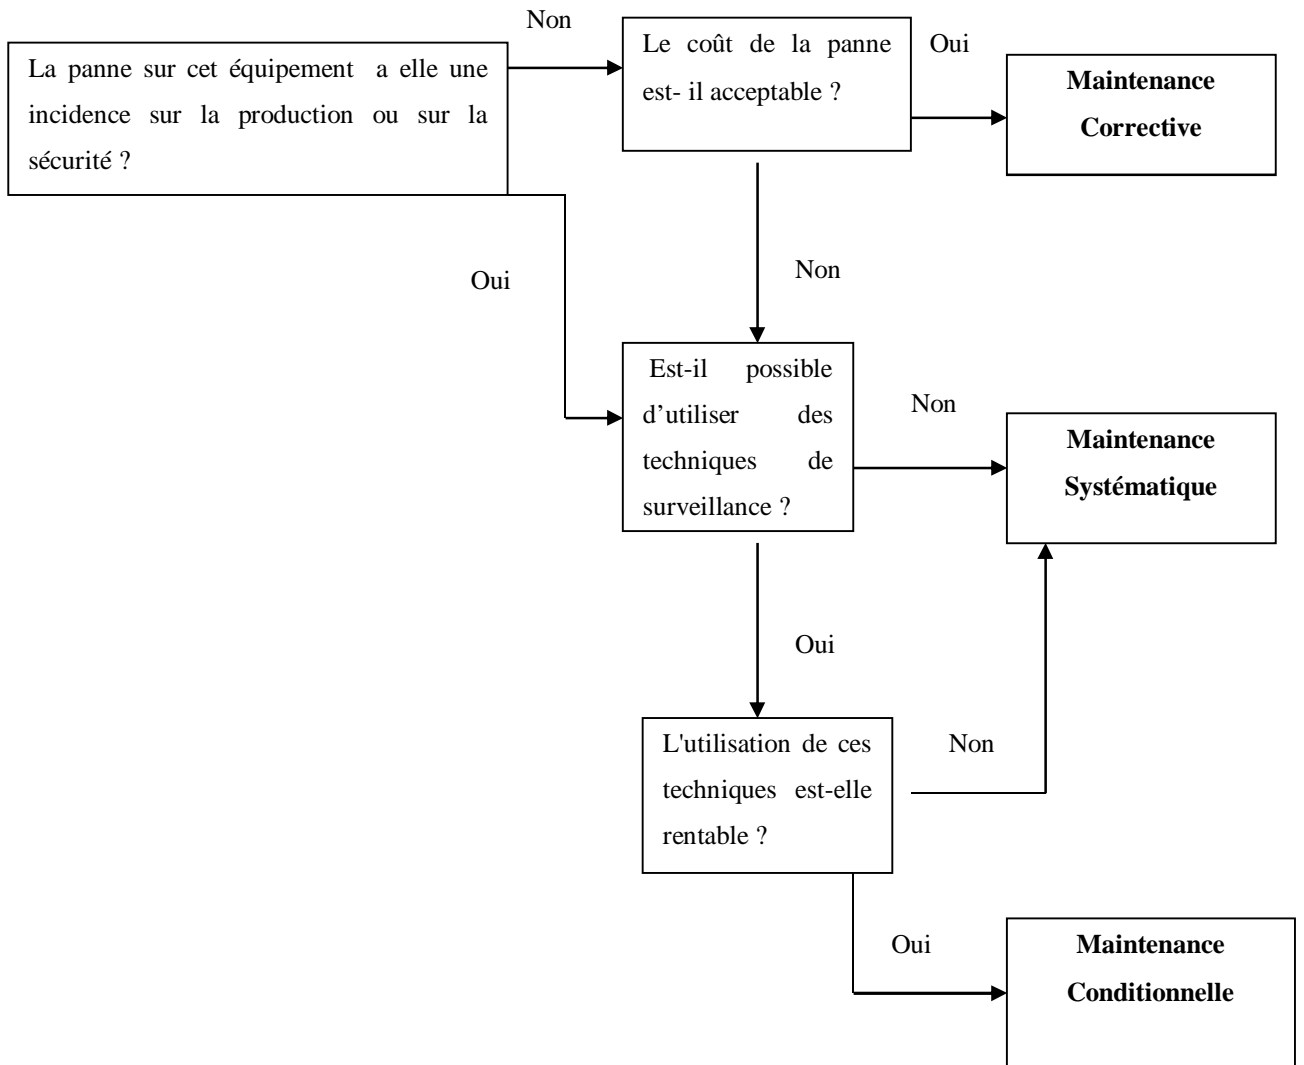 Non
La panne sur cet équipement a elle une
incidence sur la production ou sur la
sécurité ?
Le coût de la panne
est- il acceptable ?
Oui
Maintenance
Corrective
Oui
Non
Est-il possible
d’utiliser des
techniques de
surveillance ?
Non
Maintenance
Systématique
Oui
L'utilisation de ces
techniques est-elle
rentable ?
Non
Oui
Maintenance
Conditionnelle